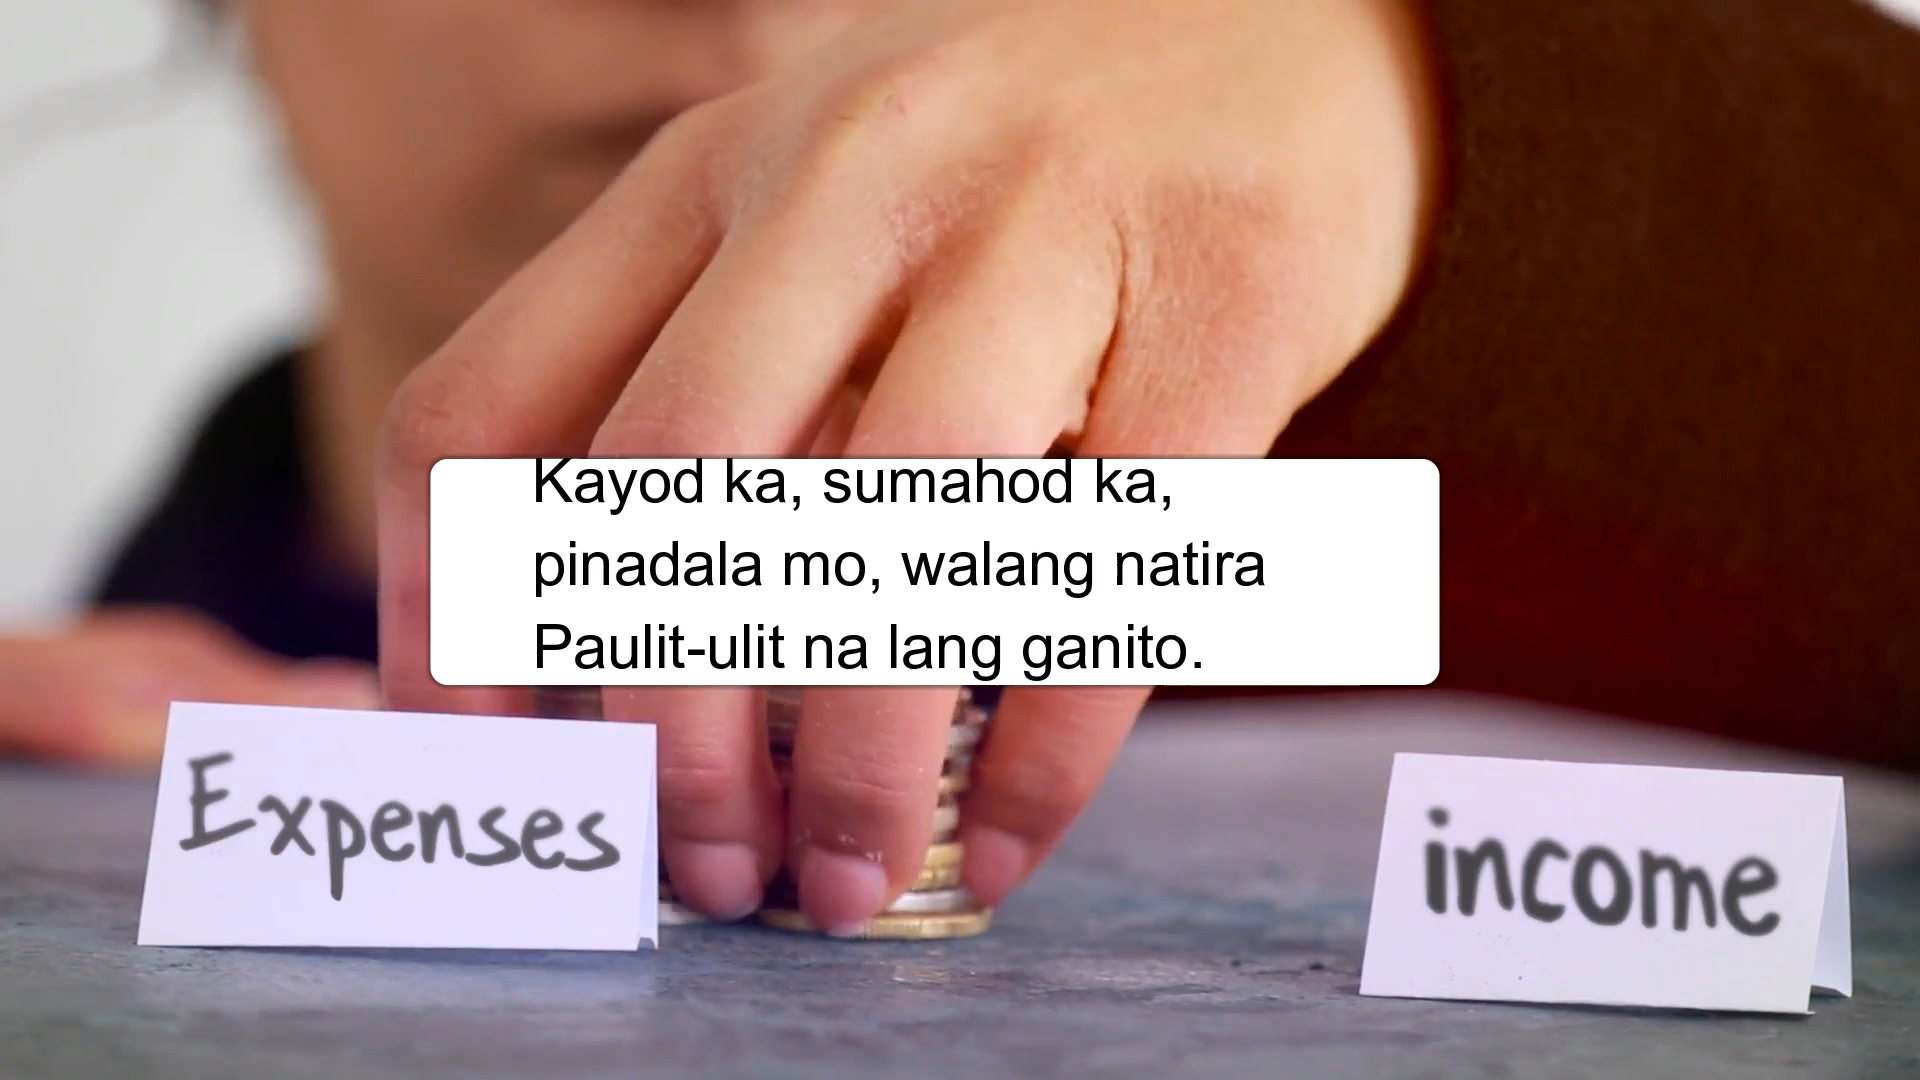 Kayod ka, sumahod ka,
pinadala mo, walang natira
Paulit-ulit na lang ganito.
Expenses
income